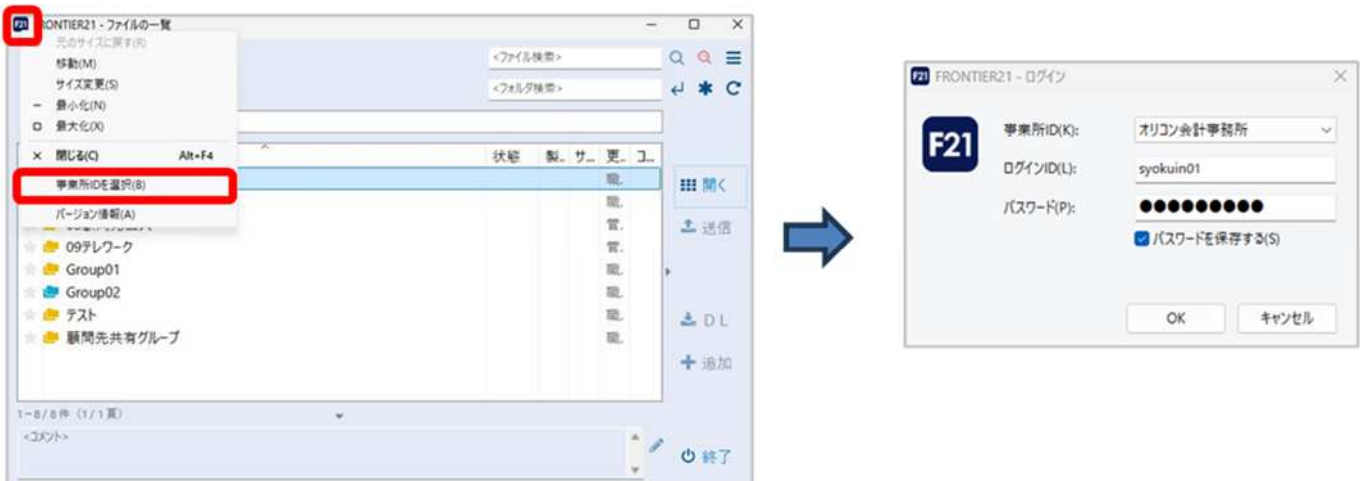 F21 FRONTIER21 - ファイルの一覧
元のサイズに戻す(R)
移動(M)
サイズ変更(S)
最小化(N)
最大化(X)
閉じる(C) Alt+F4
事業所IDを選択(B)
バージョン情報(A)
<ファイル検索>
<フォルダ検索>
状態 製.. サ... 更.. コ...
職.
職.
管.
09テレワーク 管.
Group01 職.
Group02 職.
テスト 職.
顧問先共有グループ 職.
開く
送信
DL
追加
1-8/8件 (1/1頁)
<コメント>
終了
F21 FRONTIER21 - ログイン
F21
事業所ID(K): オリコン会計事務所
ログインID(L): syokuin01
パスワード(P): ●●●●●●●●●
パスワードを保存する(S)
OK キャンセル